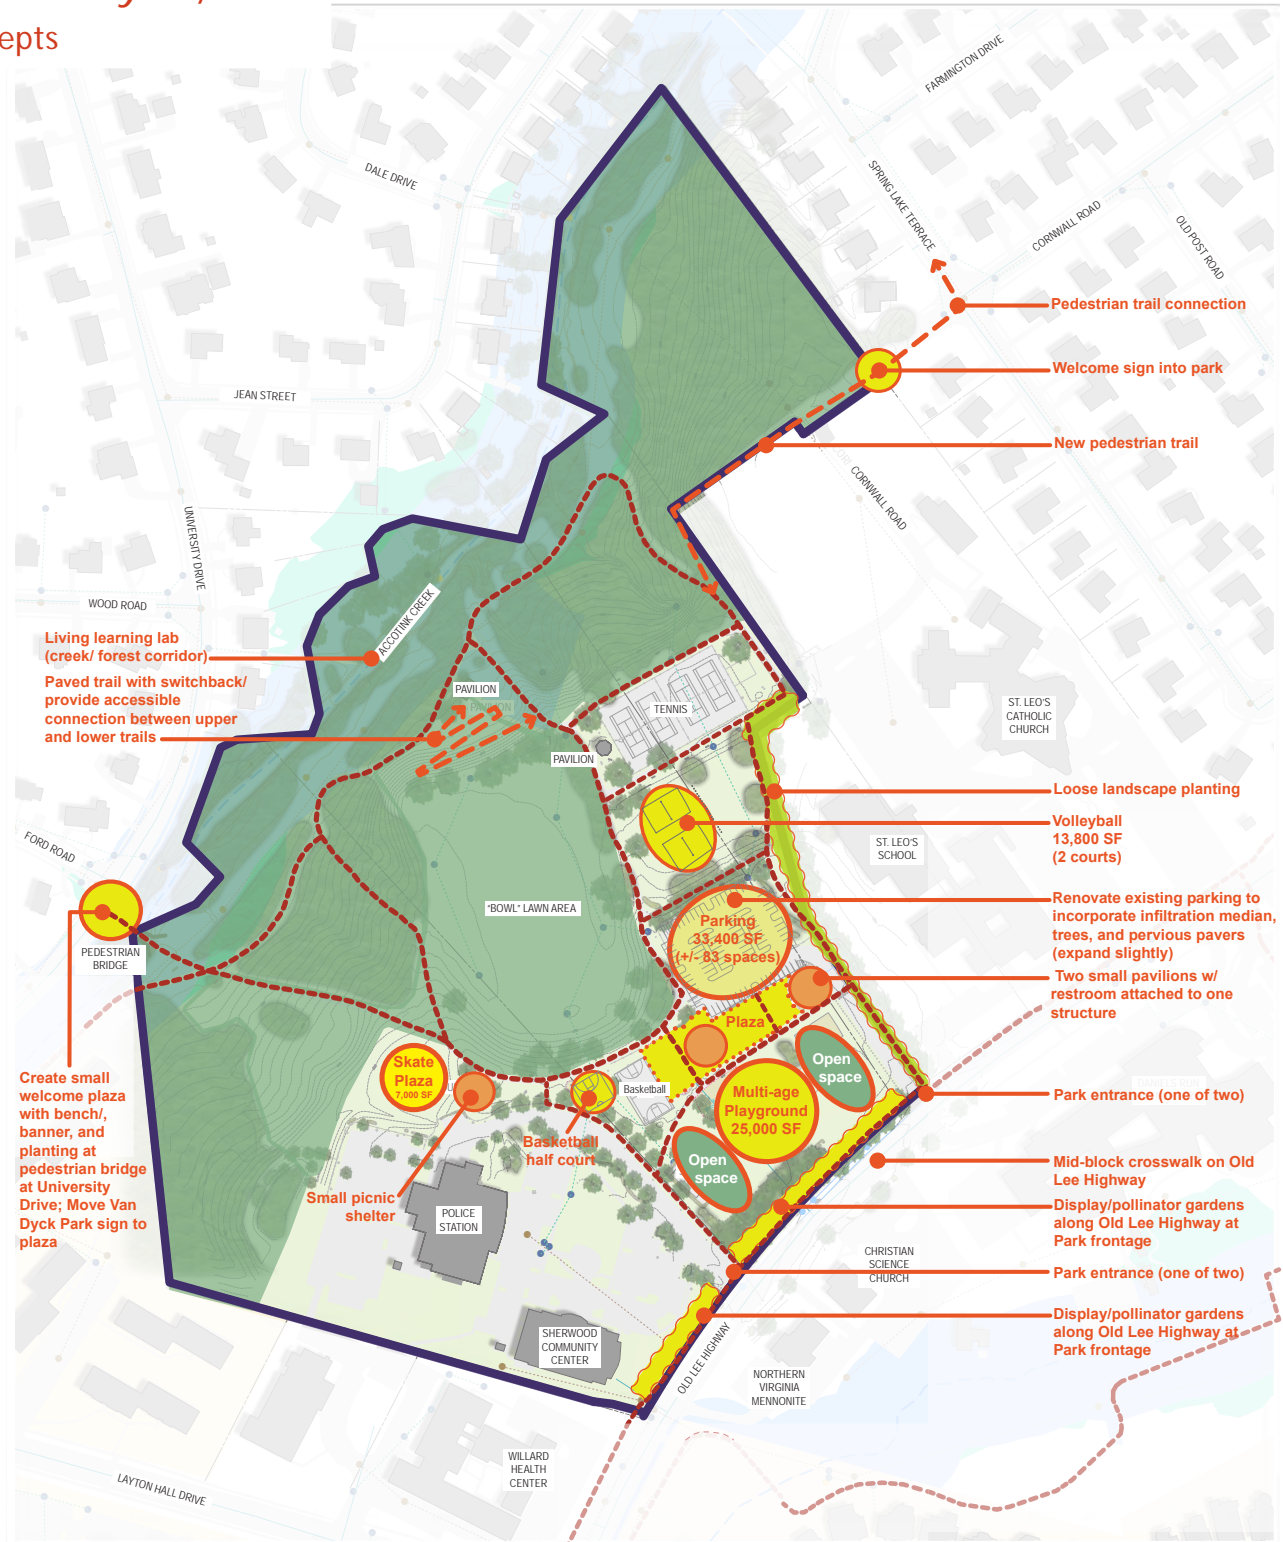 epts
FARMINGTON DRIVE
DALE DRIVE
SPRING LAKE TERRACE
CORNWALL ROAD
OLD POST ROAD
Pedestrian trail connection
Welcome sign into park
JEAN STREET
New pedestrian trail
CORNWALL ROAD
UNIVERSITY DRIVE
WOOD ROAD
ACCOTINK CREEK
Living learning lab
(creek/ forest corridor)
Paved trail with switchback/
provide accessible
connection between upper
and lower trails
PAVILION
PAVILION
TENNIS
PAVILION
ST. LEO'S
CATHOLIC
CHURCH
Loose landscape planting
Volleyball
13,800 SF
(2 courts)
FORD ROAD
ST. LEO'S
SCHOOL
"BOWL" LAWN AREA
Parking
33,400 SF
(+/- 83 spaces)
Renovate existing parking to
incorporate infiltration median,
trees, and pervious pavers
(expand slightly)
PEDESTRIAN
BRIDGE
Two small pavilions w/
restroom attached to one
structure
Plaza
Open
space
Skate
Plaza
7,000 SF
Basketball
Multi-age
Playground
25,000 SF
Create small
welcome plaza
with bench/,
banner, and
planting at
pedestrian bridge
at University
Drive; Move Van
Dyck Park sign to
plaza
DANIELS RUN
Park entrance (one of two)
Basketball
half court
Open
space
Mid-block crosswalk on Old
Lee Highway
Small picnic
shelter
POLICE
STATION
Display/pollinator gardens
along Old Lee Highway at
Park frontage
CHRISTIAN
SCIENCE
CHURCH
Park entrance (one of two)
Display/pollinator gardens
along Old Lee Highway at
Park frontage
SHERWOOD
COMMUNITY
CENTER
OLD LEE HIGHWAY
NORTHERN
VIRGINIA
MENNONITE
WILLARD
HEALTH
CENTER
LAYTON HALL DRIVE